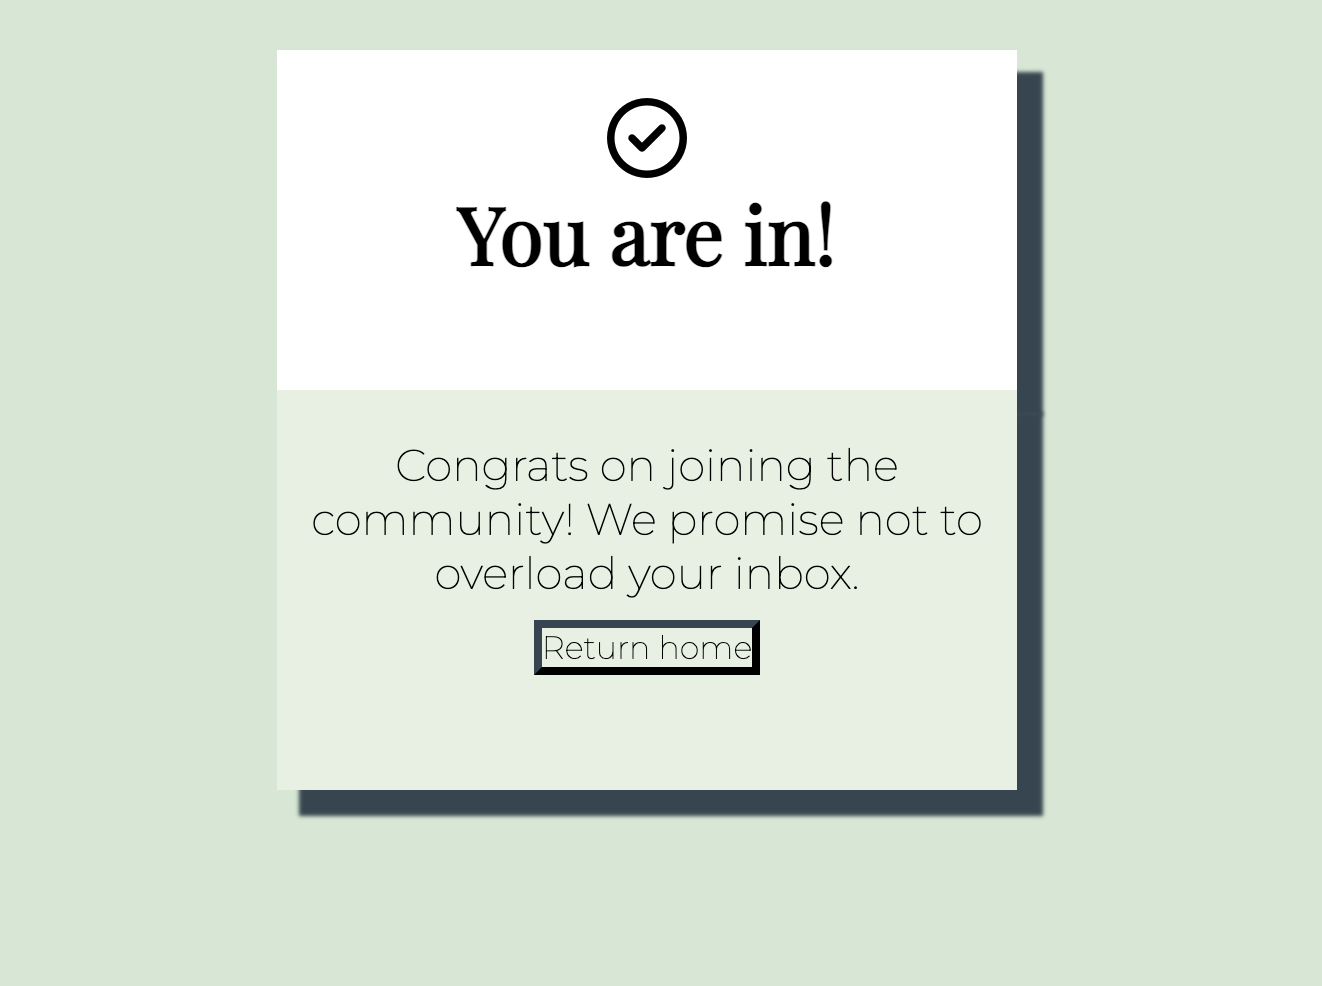 You are in!
Congrats on joining the
community! We promise not to
overload your inbox.
Return home